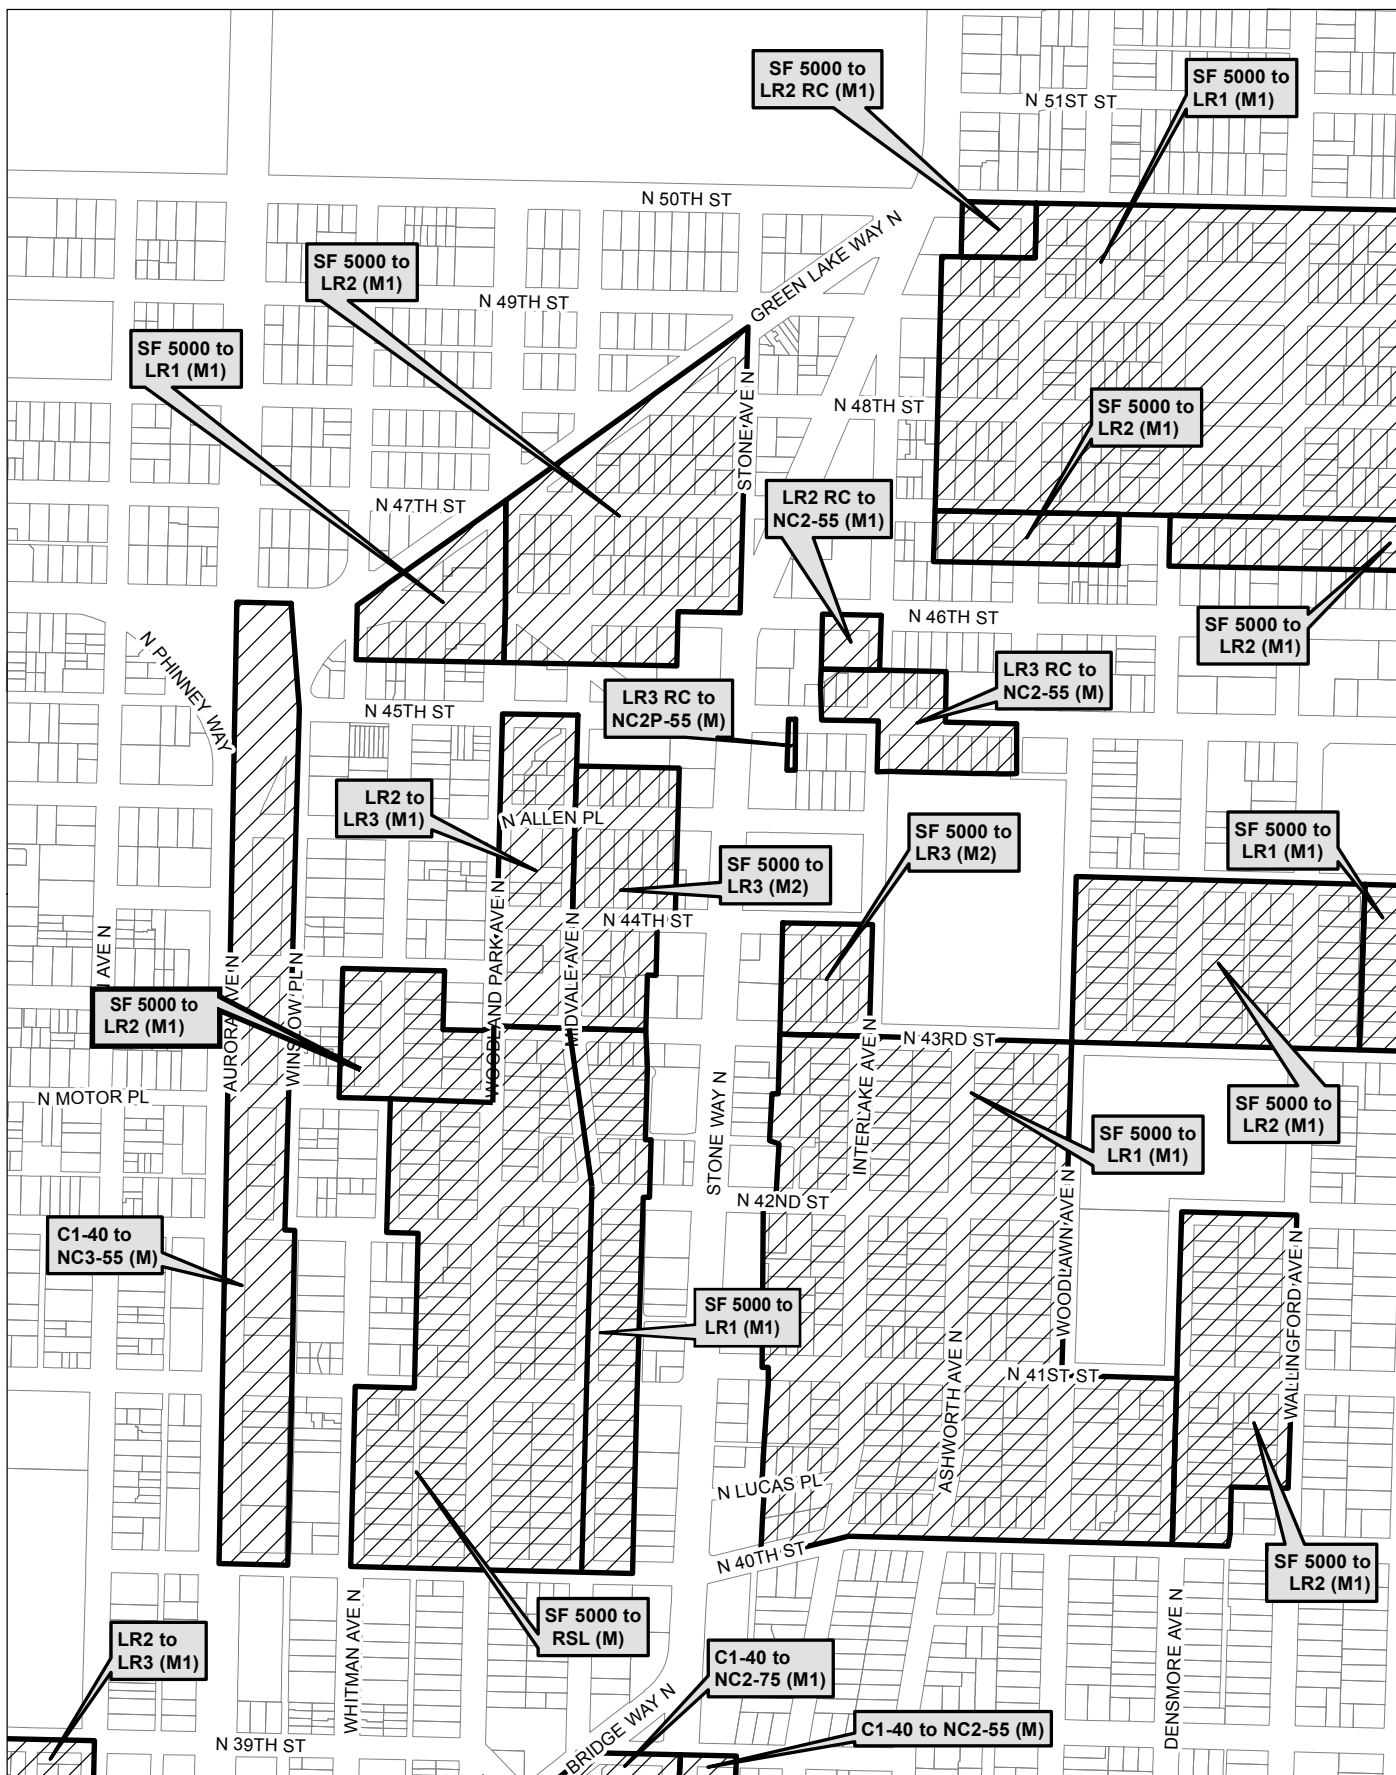 SF 5000 to
LR2 RC (M1)
SF 5000 to
LR1 (M1)
N 51ST ST
N 50TH ST
GREEN LAKE WAY N
SF 5000 to
LR2 (M1)
N 49TH ST
SF 5000 to
LR1 (M1)
STONE AVE N
N 48TH ST
SF 5000 to
LR2 (M1)
N 47TH ST
LR2 RC to
NC2-55 (M1)
N 46TH ST
SF 5000 to
LR2 (M1)
N PHINNEY WAY
LR3 RC to
NC2-55 (M)
LR3 RC to
NC2P-55 (M)
N 45TH ST
LR2 to
LR3 (M1)
N ALLEN PL
SF 5000 to
LR3 (M2)
SF 5000 to
LR3 (M2)
SF 5000 to
LR1 (M1)
N 44TH ST
WOODLAND PARK AVE N
MIDVALE AVE N
N AVE N
AURORA AVE N
WINSLOW PL N
SF 5000 to
LR2 (M1)
N 43RD ST
INTERLAKE AVE N
STONE WAY N
N MOTOR PL
SF 5000 to
LR2 (M1)
SF 5000 to
LR1 (M1)
N 42ND ST
WOODLAWN AVE N
WALLINGFORD AVE N
C1-40 to
NC3-55 (M)
SF 5000 to
LR1 (M1)
N 41ST ST
ASHWORTH AVE N
N LUCAS PL
N 40TH ST
SF 5000 to
LR2 (M1)
SF 5000 to
RSL (M)
WHITMAN AVE N
DENSMORE AVE N
LR2 to
LR3 (M1)
C1-40 to
NC2-75 (M1)
BRIDGE WAY N
C1-40 to NC2-55 (M)
N 39TH ST